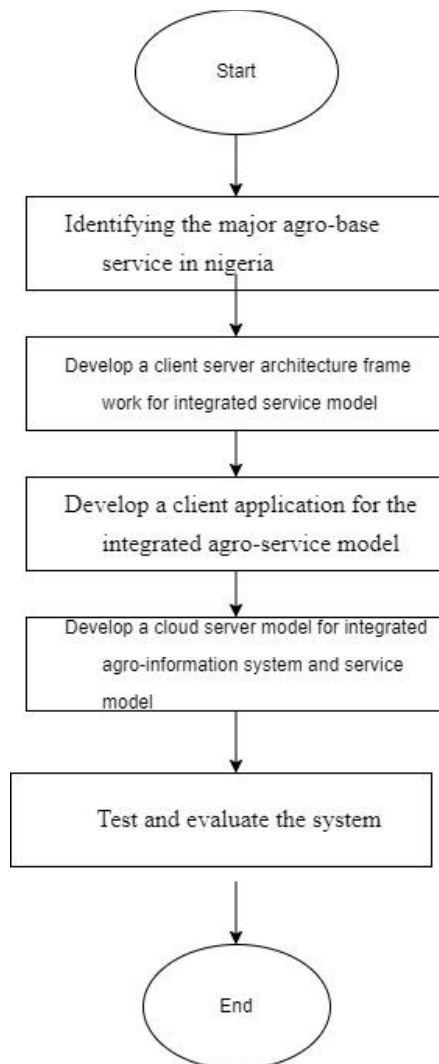 Start
Identifying the major agro-base
service in nigeria
Develop a client server architecture frame
work for integrated service model
Develop a client application for the
integrated agro-service model
Develop a cloud server model for integrated
agro-information system and service
model
Test and evaluate the system
End